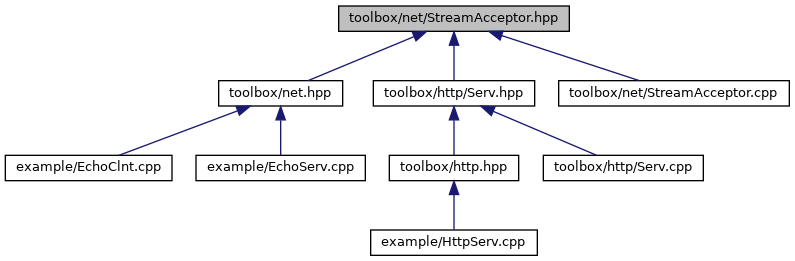 toolbox/net/StreamAcceptor.hpp
toolbox/net.hpp
toolbox/http/Serv.hpp
toolbox/net/StreamAcceptor.cpp
example/EchoClnt.cpp
example/EchoServ.cpp
toolbox/http.hpp
toolbox/http/Serv.cpp
example/HttpServ.cpp